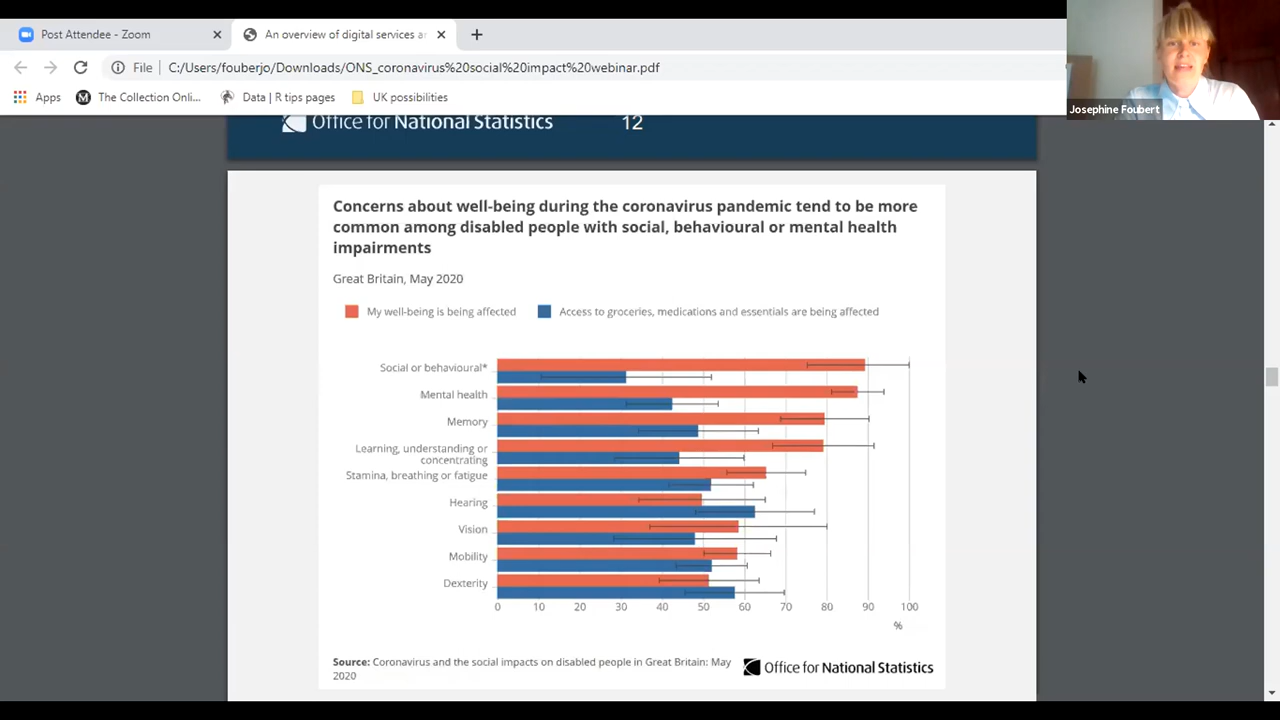 Post Attendee - Zoom
An overview of digital services ar
File
C:/Users/fouberjo/Downloads/ONS_coronavirus%20social%20impact%20webinar.pdf
Apps
The Collection Onli...
Data | R tips pages
UK possibilities
Josephine Foubert
Office for National Statistics
12
Concerns about well-being during the coronavirus pandemic tend to be more
common among disabled people with social, behavioural or mental health
impairments
Great Britain, May 2020
My well-being is being affected
Access to groceries, medications and essentials are being affected
Social or behavioural*
Mental health
Memory
Learning, understanding or
concentrating
Stamina, breathing or fatigue
Hearing
Vision
Mobility
Dexterity
0 10 20 30 40 50 60 70 80 90 100
%
Source: Coronavirus and the social impacts on disabled people in Great Britain: May
2020
Office for National Statistics